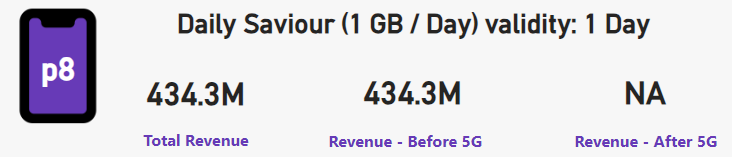 Daily Saviour (1 GB / Day) validity: 1 Day
p8
434.3M
434.3M
NA
Total Revenue
Revenue - Before 5G
Revenue - After 5G